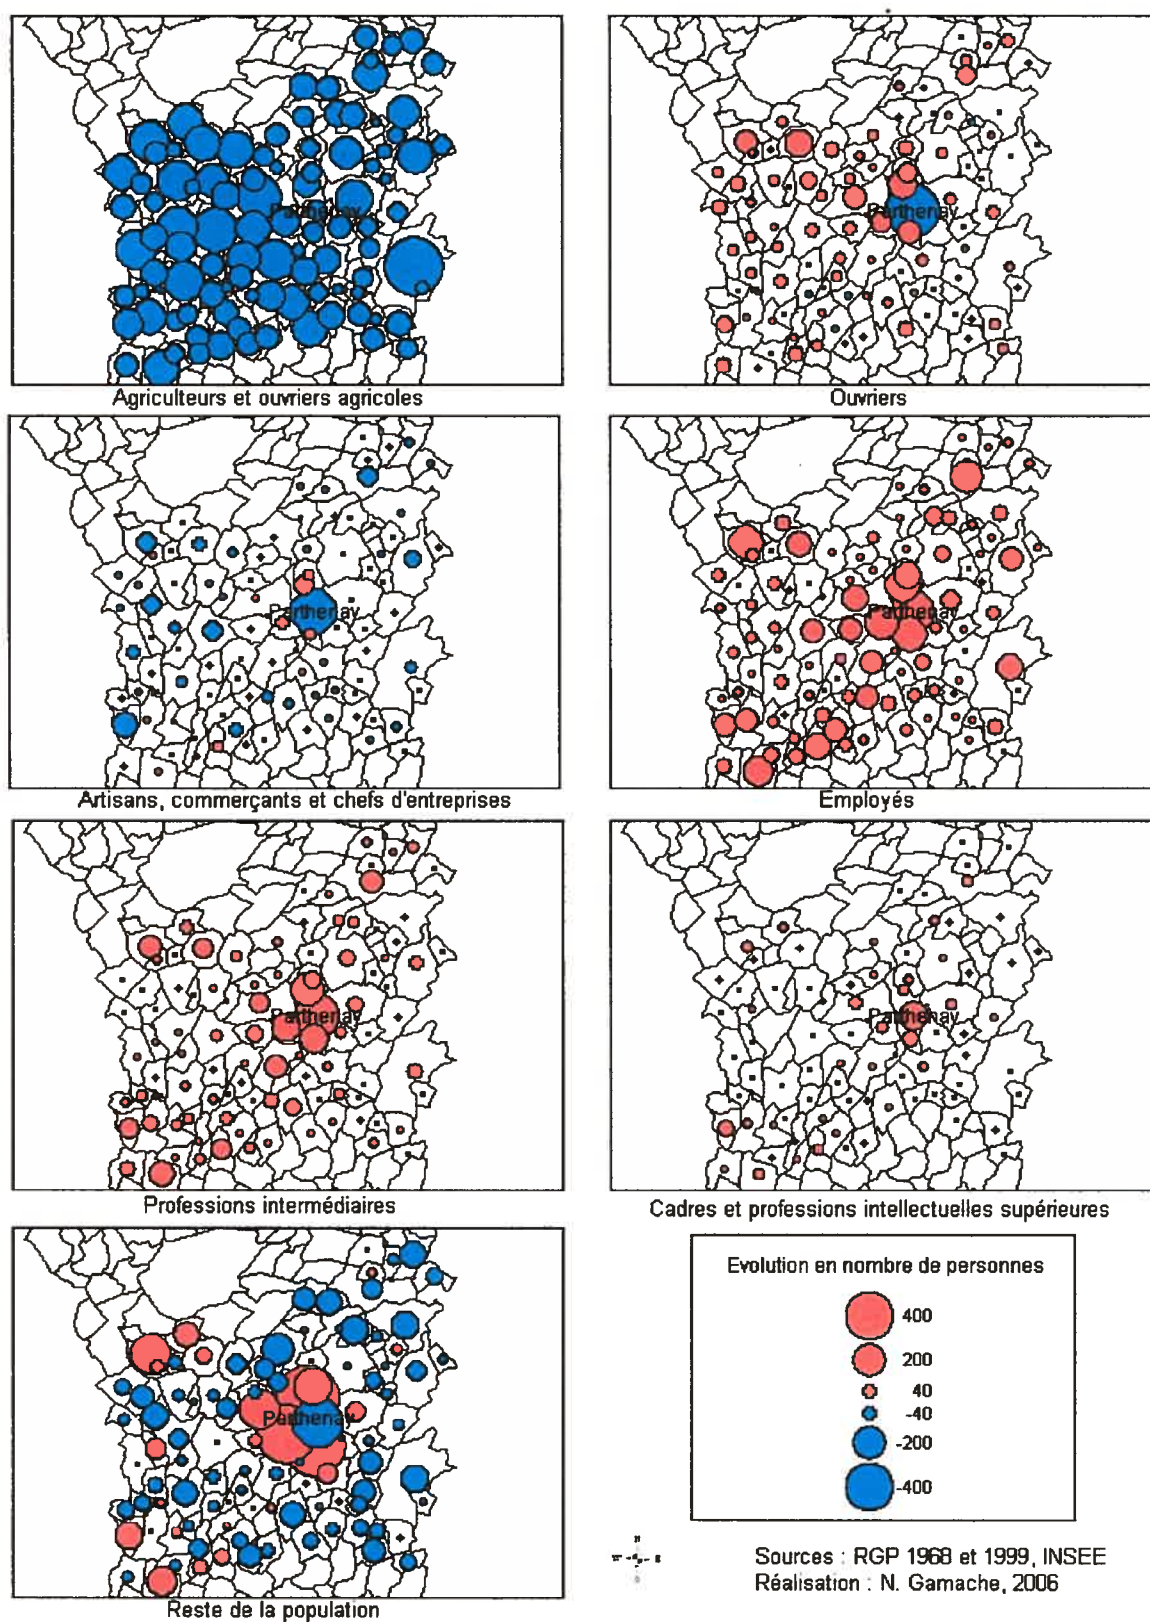 Parthenay
Agriculteurs et ouvriers agricoles
Parthenay
Ouvriers
Parthenay
Artisans, commerçants et chefs d'entreprises
Parthenay
Employés
Parthenay
Professions intermédiaires
Parthenay
Cadres et professions intellectuelles supérieures
Parthenay
Reste de la population
Evolution en nombre de personnes
400
200
40
-40
-200
-400
Sources : RGP 1968 et 1999, INSEE
Réalisation : N. Gamache, 2006